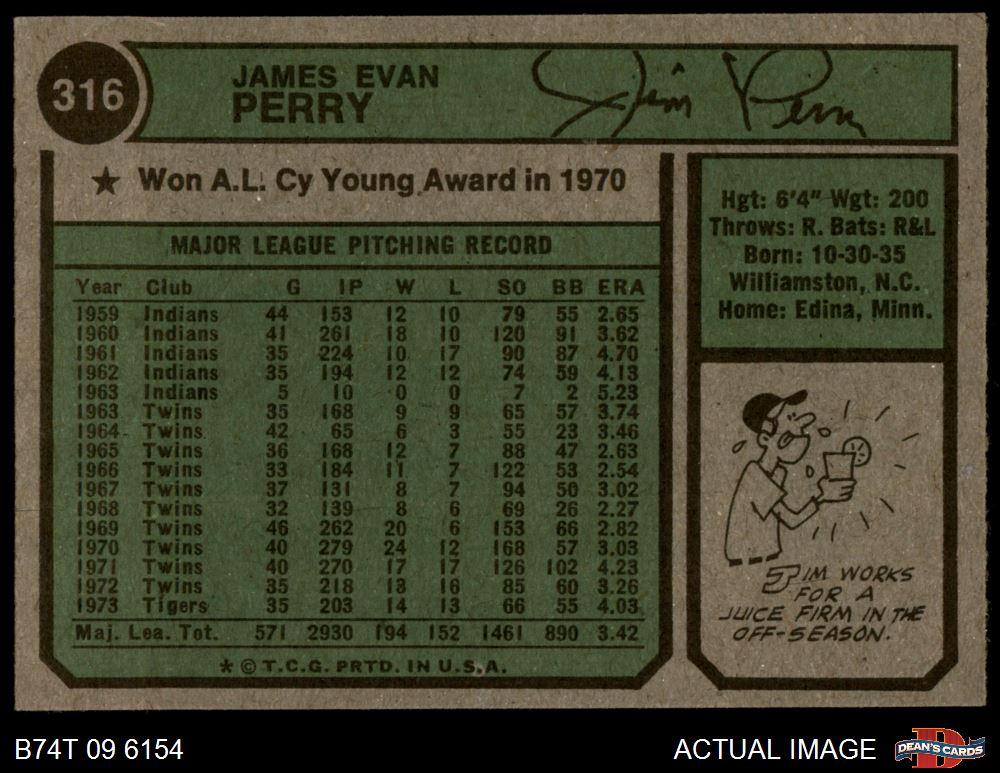 316
JAMES EVAN
PERRY
Jim Perry
★ Won A.L. Cy Young Award in 1970
MAJOR LEAGUE PITCHING RECORD
Year Club G IP W L SO BB ERA
1959 Indians 44 153 12 10 79 55 2.65
1960 Indians 41 261 18 10 120 91 3.62
1961 Indians 35 224 10 17 90 87 4.70
1962 Indians 35 194 12 12 74 59 4.13
1963 Indians 5 10 0 0 7 2 5.23
1963 Twins 35 168 9 9 65 57 3.74
1964 Twins 42 65 6 3 55 23 3.46
1965 Twins 36 168 12 7 88 47 2.63
1966 Twins 33 184 11 7 122 53 2.54
1967 Twins 37 131 8 7 94 50 3.02
1968 Twins 32 139 8 6 69 26 2.27
1969 Twins 46 262 20 6 153 66 2.82
1970 Twins 40 279 24 12 168 57 3.03
1971 Twins 40 270 17 17 126 102 4.23
1972 Twins 35 218 13 16 85 60 3.26
1973 Tigers 35 203 14 13 66 55 4.03
Maj. Lea. Tot. 571 2930 194 152 1461 890 3.42
* © T.C.G. PRTD. IN U.S.A.
Hgt: 6'4" Wgt: 200
Throws: R. Bats: R&L
Born: 10-30-35
Williamston, N.C.
Home: Edina, Minn.
JIM WORKS
FOR A
JUICE FIRM IN THE
OFF-SEASON.
B74T 09 6154
ACTUAL IMAGE
D
DEAN'S CARDS